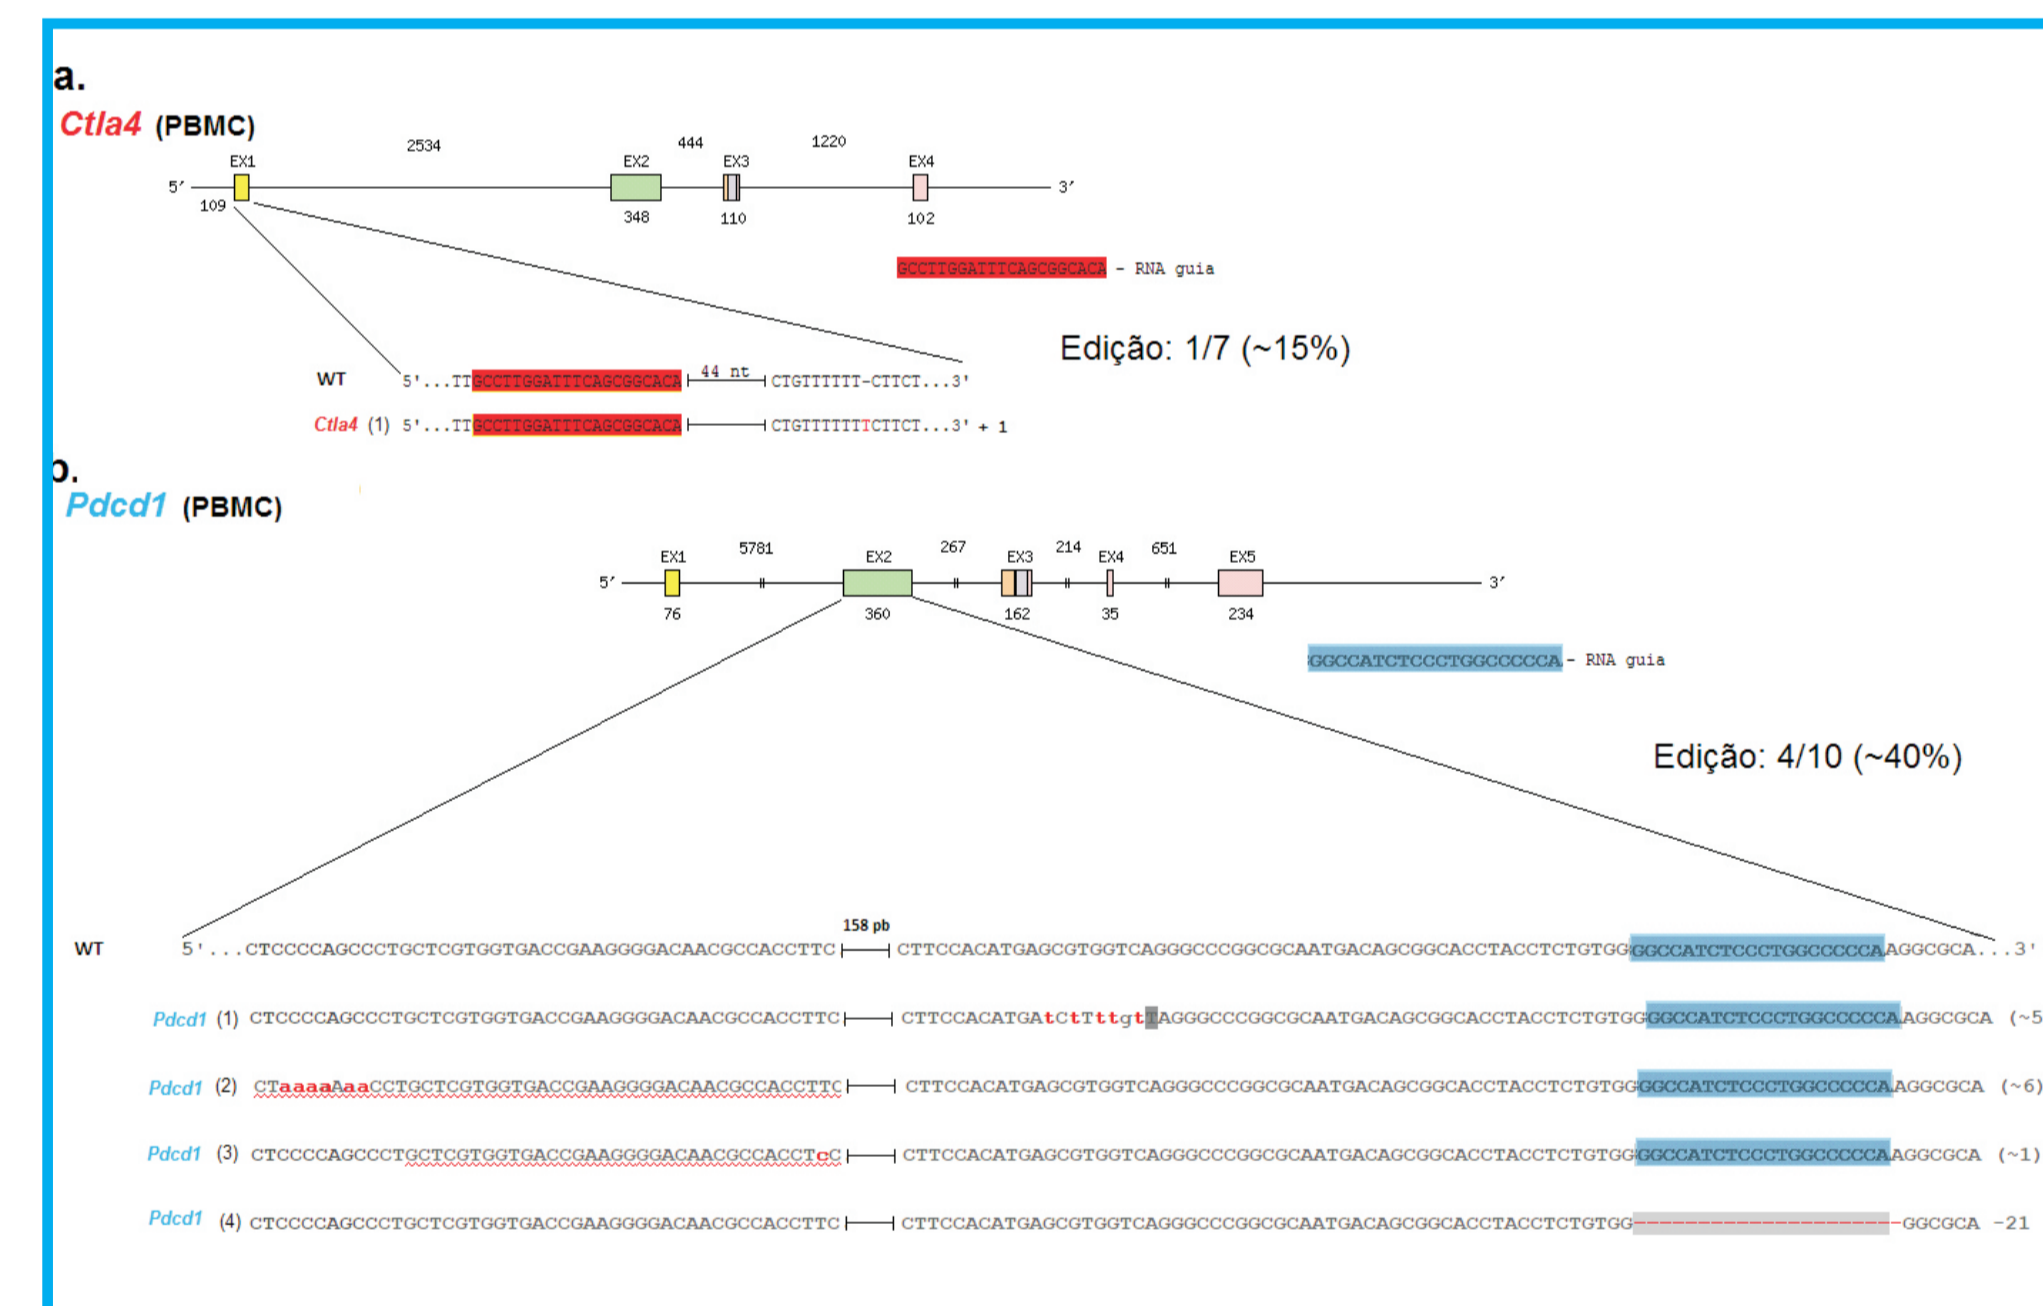 a.
Ctla4 (PBMC)
2534 444 1220
EX1 EX2 EX3 EX4
5' 3'
109 348 110 102
GCCTTGGATTTCAGCGGCACA - RNA guia
Edição: 1/7 (~15%)
WT 5'...TTGCCTTGGATTTCAGCGGCACA 44 nt CTGTTTTTT-CTTCT...3'
Ctla4 (1) 5'...TTGCCTTGGATTTCAGCGGCACA CTGTTTTTTTCTTCT...3' + 1
b.
Pdcd1 (PBMC)
5781 267 214 651
EX1 EX2 EX3 EX4 EX5
5' 3'
76 360 162 35 234
GGCCATCTCCCTGGCCCCCA - RNA guia
Edição: 4/10 (~40%)
158 pb
WT 5'...CTCCCCAGCCCTGCTCGTGGTGACCGAAGGGGACAACGCCACCTTC CTTCCACATGAGCGTGGTCAGGGCCCGGCGCAATGACAGCGGCACCTACCTCTGTGGGGCCATCTCCCTGGCCCCCAAGGCGCA...3'
Pdcd1 (1) CTCCCCAGCCCTGCTCGTGGTGACCGAAGGGGACAACGCCACCTTC CTTCCACATGAtCtTttgtTAGGGCCCGGCGCAATGACAGCGGCACCTACCTCTGTGGGGCCATCTCCCTGGCCCCCAAGGCGCA (~5
Pdcd1 (2) CTaaaaAaaCCTGCTCGTGGTGACCGAAGGGGACAACGCCACCTTC CTTCCACATGAGCGTGGTCAGGGCCCGGCGCAATGACAGCGGCACCTACCTCTGTGGGGCCATCTCCCTGGCCCCCAAGGCGCA (~6)
Pdcd1 (3) CTCCCCAGCCCTGCTCGTGGTGACCGAAGGGGACAACGCCACCTcC CTTCCACATGAGCGTGGTCAGGGCCCGGCGCAATGACAGCGGCACCTACCTCTGTGGGGCCATCTCCCTGGCCCCCAAGGCGCA (~1)
Pdcd1 (4) CTCCCCAGCCCTGCTCGTGGTGACCGAAGGGGACAACGCCACCTTC CTTCCACATGAGCGTGGTCAGGGCCCGGCGCAATGACAGCGGCACCTACCTCTGTGG---------------------GGCGCA -21